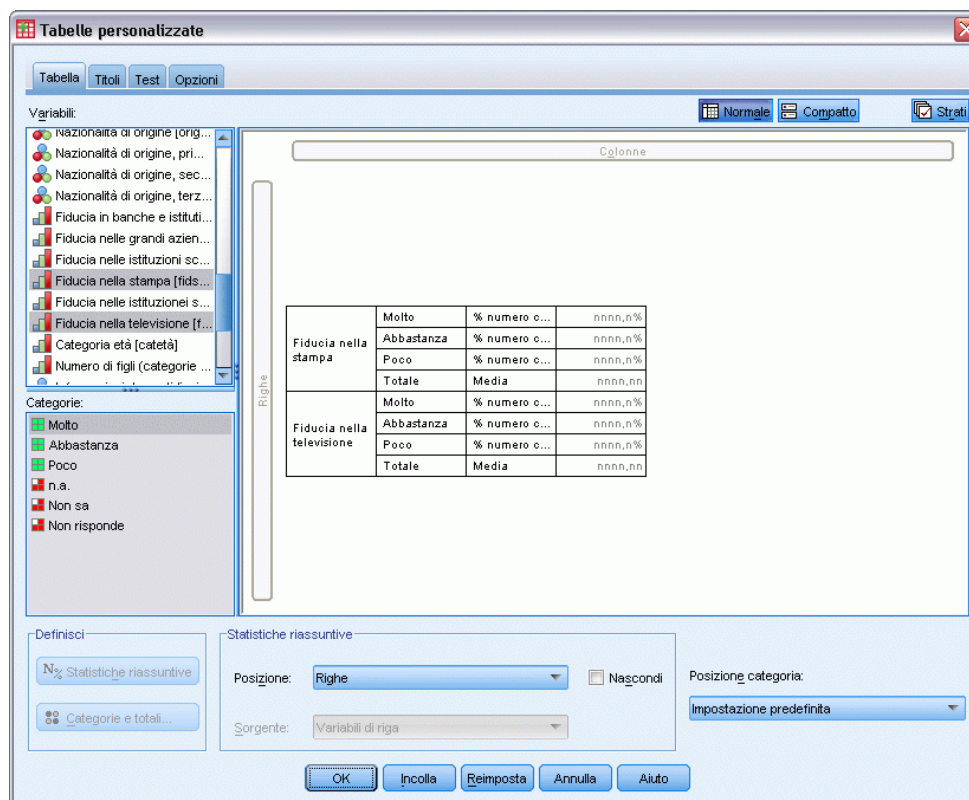 Tabelle personalizzate
Tabella Titoli Test Opzioni
Variabili:
Normale Compatto Strati
Nazionalità di origine [orig...
Nazionalità di origine, pri...
Nazionalità di origine, sec...
Nazionalità di origine, terz...
Fiducia in banche e istituti...
Fiducia nelle grandi azien...
Fiducia nelle istituzioni sc...
Fiducia nella stampa [fids...
Fiducia nelle istituzionei s...
Fiducia nella televisione [f...
Categoria età [catetà]
Numero di figli (categorie ...
Categorie:
Molto
Abbastanza
Poco
n.a.
Non sa
Non risponde
Colonne
Righe
Fiducia nella stampa
Molto % numero c... nnnn,n%
Abbastanza % numero c... nnnn,n%
Poco % numero c... nnnn,n%
Totale Media nnnn,nn
Fiducia nella televisione
Molto % numero c... nnnn,n%
Abbastanza % numero c... nnnn,n%
Poco % numero c... nnnn,n%
Totale Media nnnn,nn
Definisci
N% Statistiche riassuntive
Categorie e totali...
Statistiche riassuntive
Posizione: Righe Nascondi
Sorgente: Variabili di riga
Posizione categoria:
Impostazione predefinita
OK Incolla Reimposta Annulla Aiuto